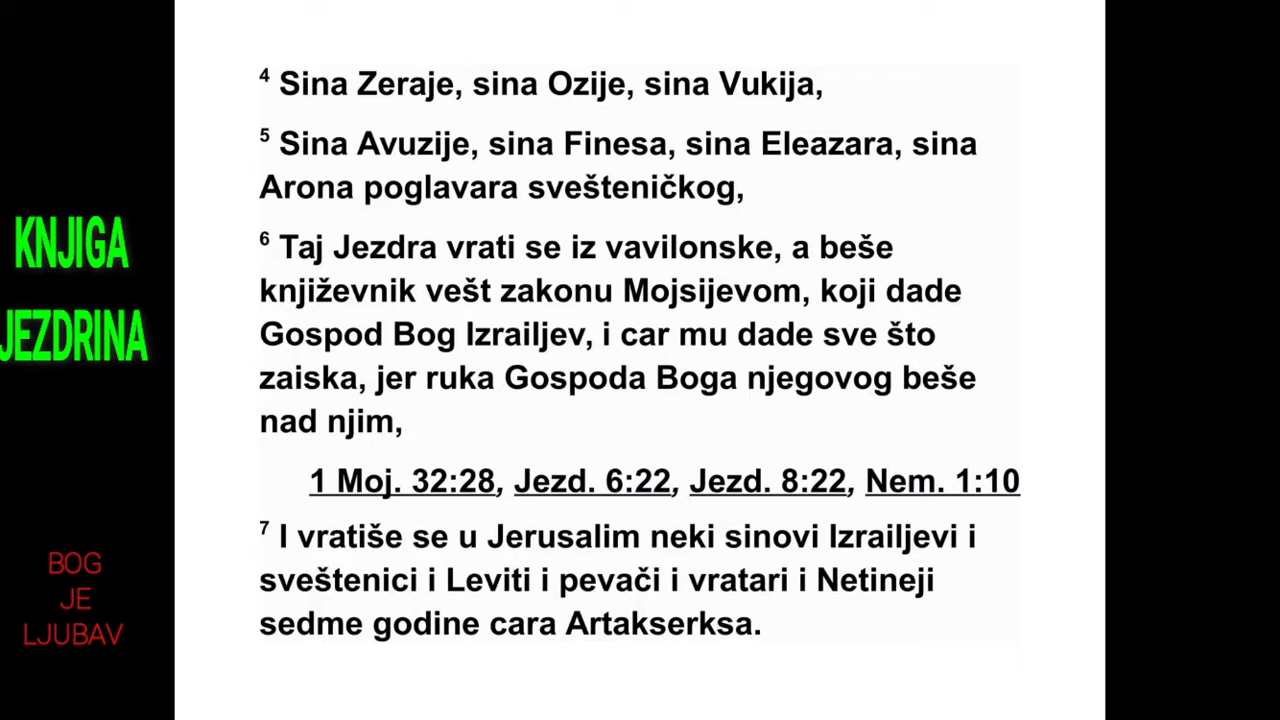 KNJIGA
JEZDRINA
BOG
JE
LJUBAV
4 Sina Zeraje, sina Ozije, sina Vukija,
5 Sina Avuzije, sina Finesa, sina Eleazara, sina
Arona poglavara svešteničkog,
6 Taj Jezdra vrati se iz vavilonske, a beše
književnik vešt zakonu Mojsijevom, koji dade
Gospod Bog Izrailjev, i car mu dade sve što
zaiska, jer ruka Gospoda Boga njegovog beše
nad njim,
1 Moj. 32:28, Jezd. 6:22, Jezd. 8:22, Nem. 1:10
7 I vratiše se u Jerusalim neki sinovi Izrailjevi i
sveštenici i Leviti i pevači i vratari i Netineji
sedme godine cara Artakserksa.